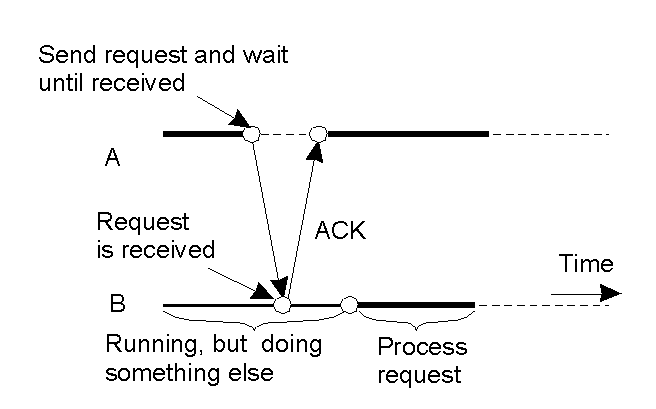 Send request and wait
until received
A
Request
is received
ACK
Time
B
Running, but doing
something else
Process
request